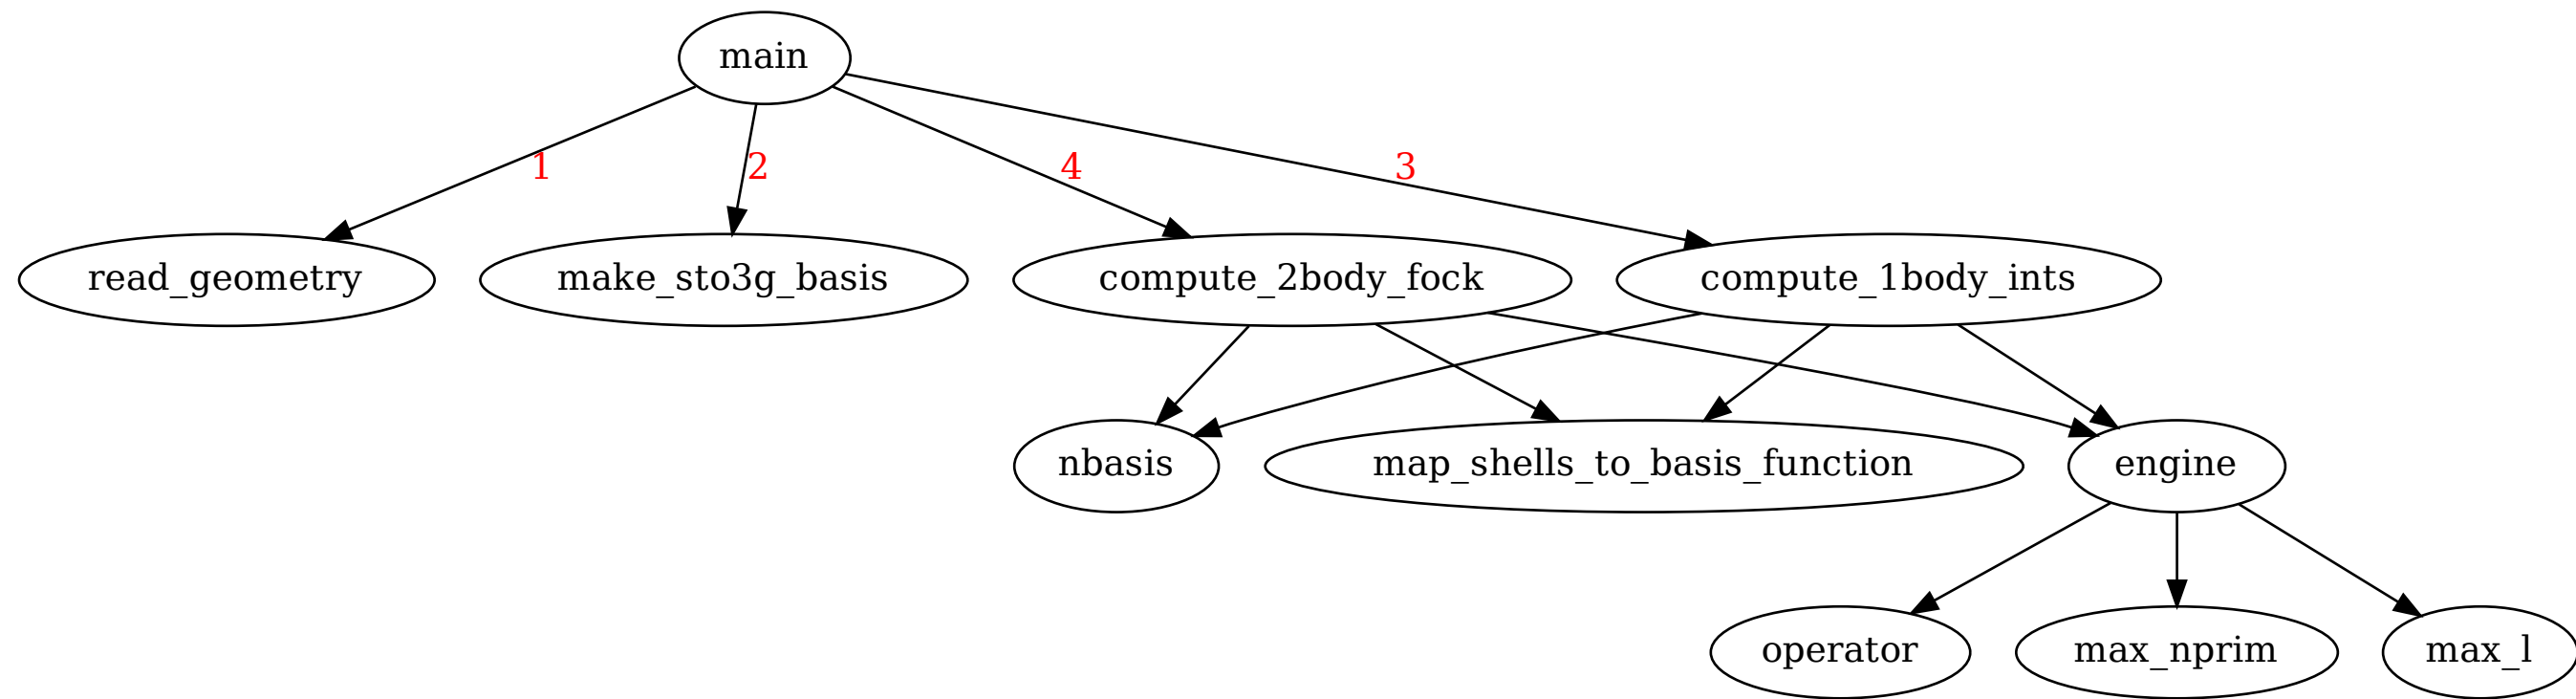 main
1
2
4
3
read_geometry
make_sto3g_basis
compute_2body_fock
compute_1body_ints
nbasis
map_shells_to_basis_function
engine
operator
max_nprim
max_l